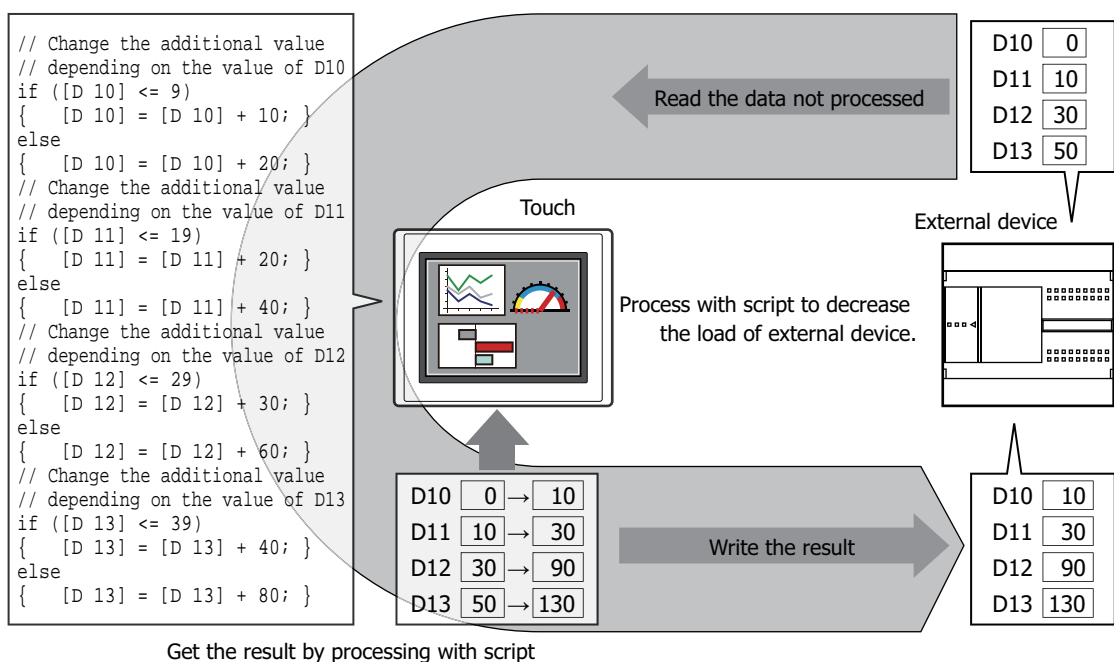 // Change the additional value
// depending on the value of D10
if ([D 10] <= 9)
{   [D 10] = [D 10] + 10; }
else
{   [D 10] = [D 10] + 20; }
// Change the additional value
// depending on the value of D11
if ([D 11] <= 19)
{   [D 11] = [D 11] + 20; }
else
{   [D 11] = [D 11] + 40; }
// Change the additional value
// depending on the value of D12
if ([D 12] <= 29)
{   [D 12] = [D 12] + 30; }
else
{   [D 12] = [D 12] + 60; }
// Change the additional value
// depending on the value of D13
if ([D 13] <= 39)
{   [D 13] = [D 13] + 40; }
else
{   [D 13] = [D 13] + 80; }
Read the data not processed
D10 0
D11 10
D12 30
D13 50
Touch
External device
Process with script to decrease
the load of external device.
D10 0 → 10
D11 10 → 30
D12 30 → 90
D13 50 → 130
Write the result
D10 10
D11 30
D12 90
D13 130
Get the result by processing with script